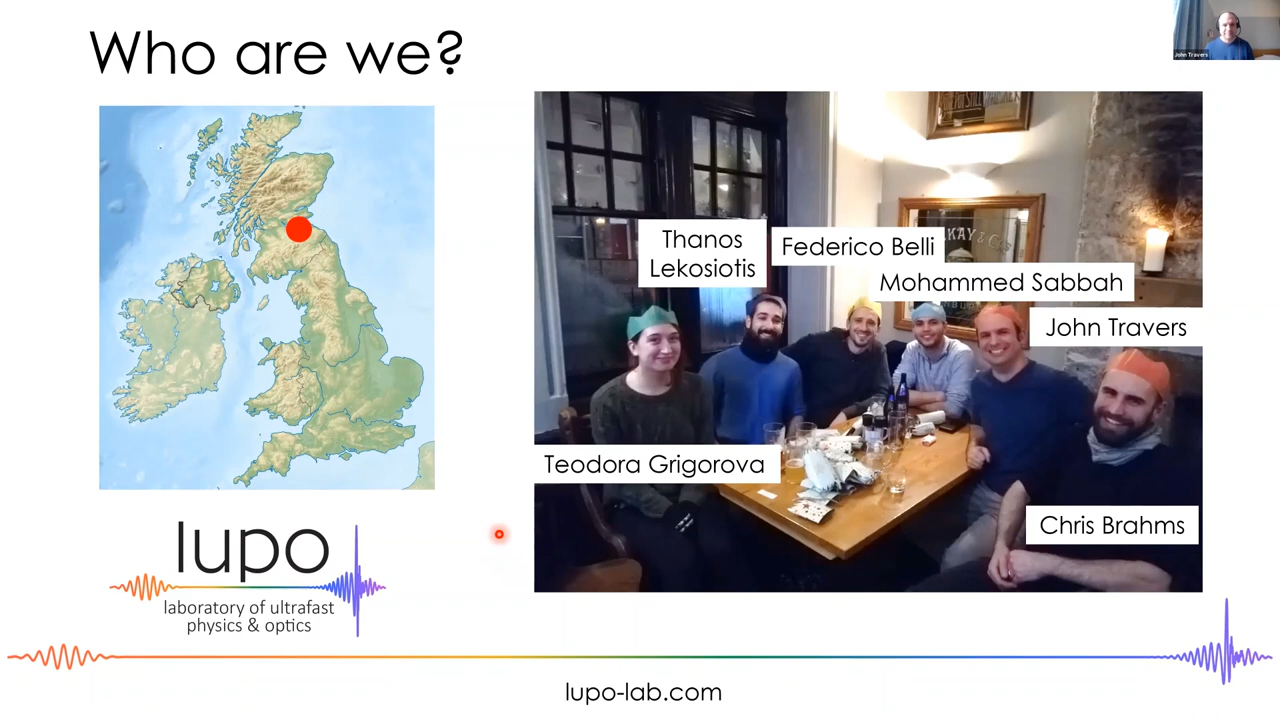 Who are we?
John Travers
Thanos
Lekosiotis
Federico Belli
Mohammed Sabbah
John Travers
Teodora Grigorova
Chris Brahms
lupo
laboratory of ultrafast
physics & optics
lupo-lab.com